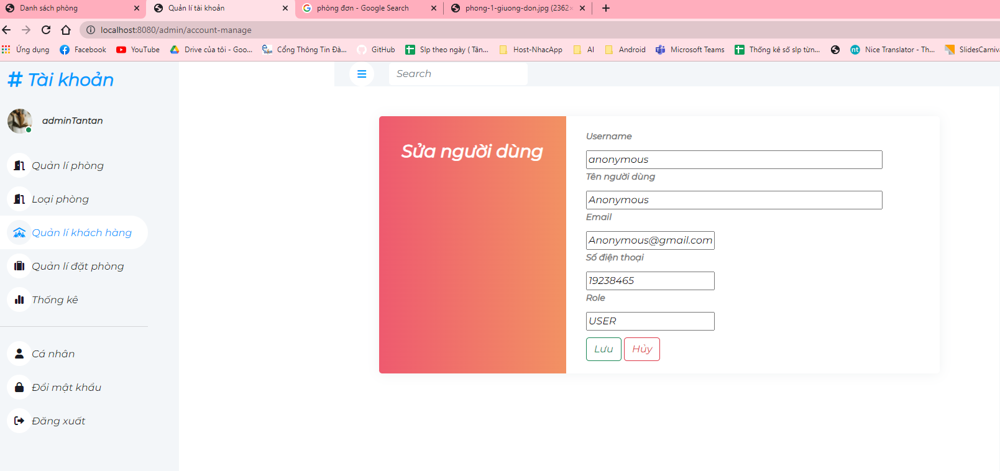 Danh sách phòng
Quản lí tài khoản
phòng đơn - Google Search
phong-1-giuong-don.jpg (2362×
localhost:8080/admin/account-manage
Ứng dụng
Facebook
YouTube
Drive của tôi - Goo...
Cổng Thông Tin Đà...
GitHub
Slp theo ngày ( Tân...
Host-NhacApp
AI
Android
Microsoft Teams
Thống kê số slp từn...
Nice Translator - Th...
SlidesCarniva
# Tài khoản
adminTantan
Quản lí phòng
Loại phòng
Quản lí khách hàng
Quản lí đặt phòng
Thống kê
Cá nhân
Đổi mật khẩu
Đăng xuất
Search
Sửa người dùng
Username
anonymous
Tên người dùng
Anonymous
Email
Anonymous@gmail.com
Số điện thoại
19238465
Role
USER
Lưu
Hủy